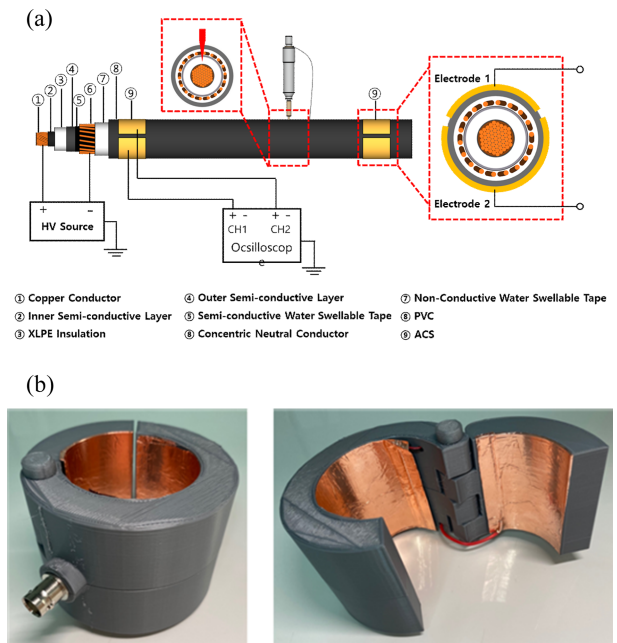 (a)
① ② ③ ④ ⑤ ⑥ ⑦ ⑧ ⑨ ⑨
Electrode 1
Electrode 2
+ -
HV Source
+ - + -
CH1 CH2
Ocsilloscop
e
① Copper Conductor ④ Outer Semi-conductive Layer ⑦ Non-Conductive Water Swellable Tape
② Inner Semi-conductive Layer ⑤ Semi-conductive Water Swellable Tape ⑧ PVC
③ XLPE Insulation ⑥ Concentric Neutral Conductor ⑨ ACS
(b)